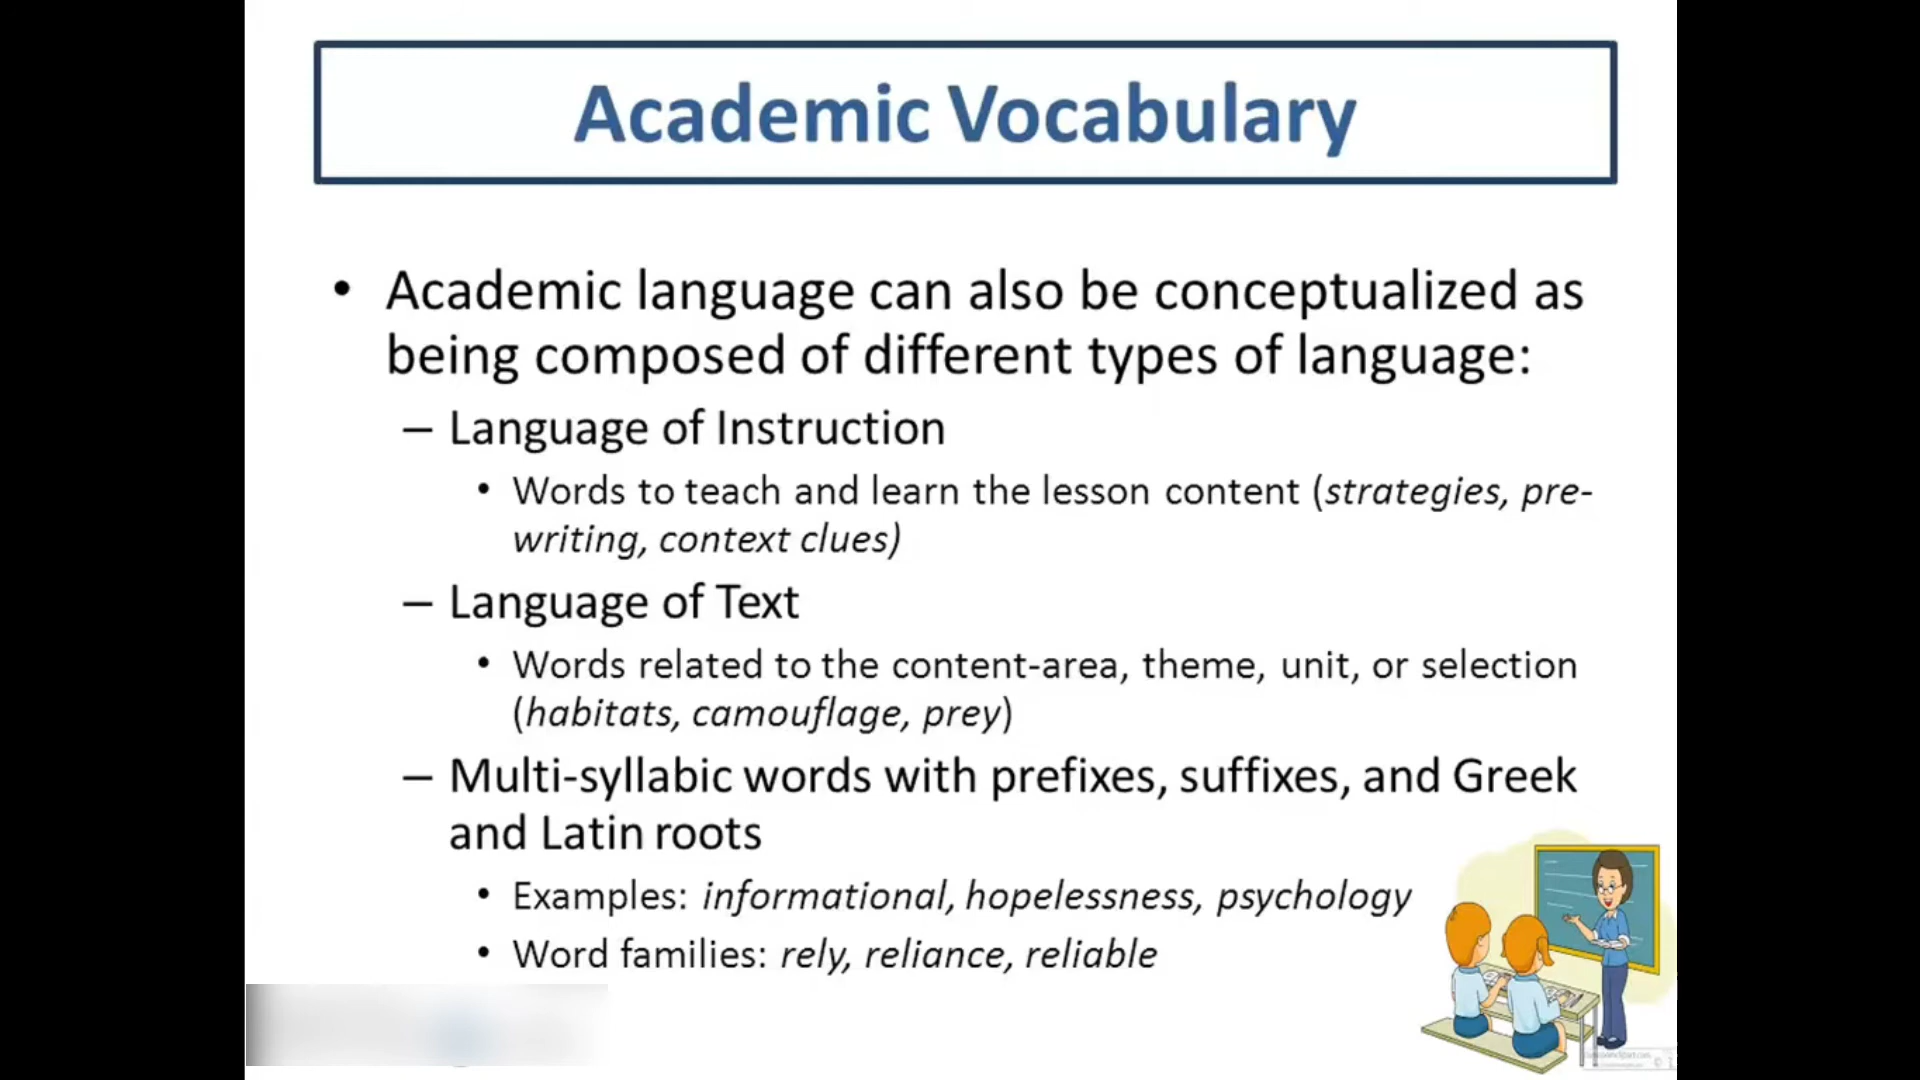 Academic Vocabulary
• Academic language can also be conceptualized as
being composed of different types of language:
– Language of Instruction
• Words to teach and learn the lesson content (strategies, pre-
writing, context clues)
– Language of Text
• Words related to the content-area, theme, unit, or selection
(habitats, camouflage, prey)
– Multi-syllabic words with prefixes, suffixes, and Greek
and Latin roots
• Examples: informational, hopelessness, psychology
• Word families: rely, reliance, reliable